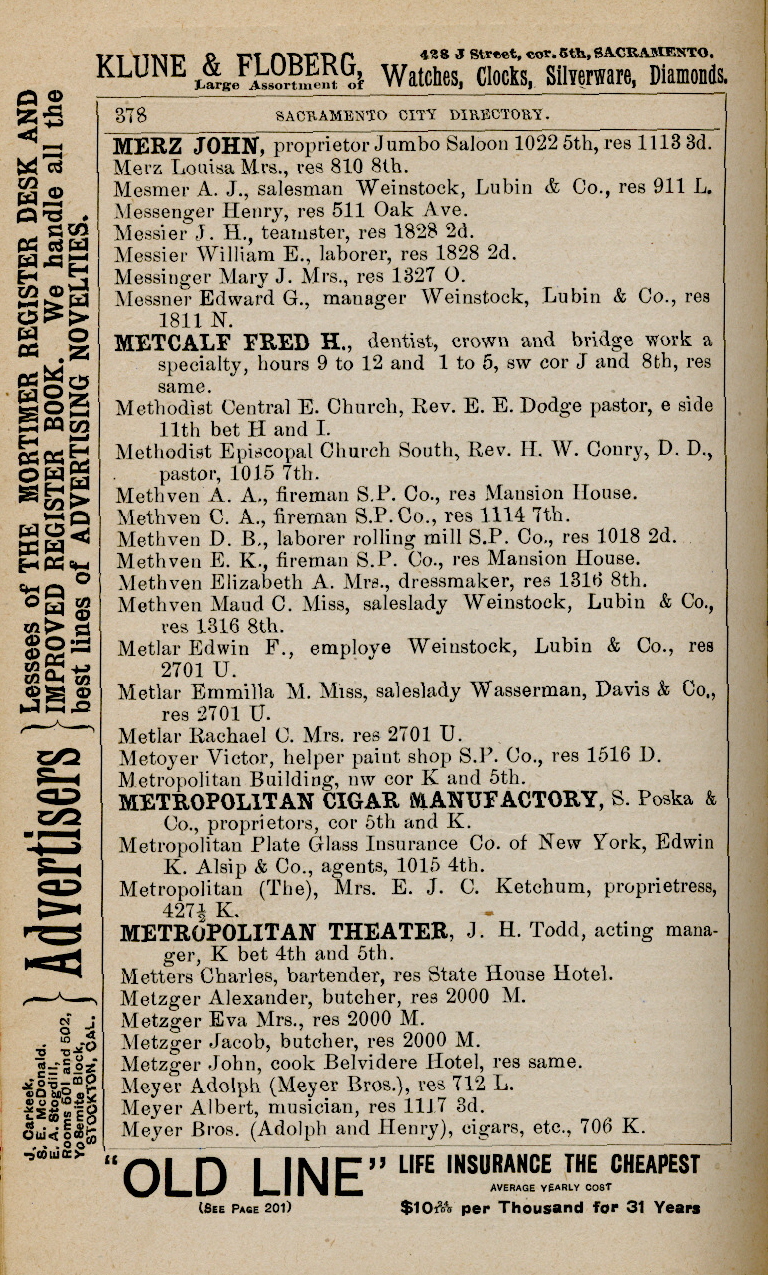 KLUNE & FLOBERG, 428 J Street, cor. 5th, SACRAMENTO.
Large Assortment of Watches, Clocks, Silverware, Diamonds.
378 SACRAMENTO CITY DIRECTORY.
MERZ JOHN, proprietor Jumbo Saloon 1022 5th, res 1113 3d.
Merz Louisa Mrs., res 810 8th.
Mesmer A. J., salesman Weinstock, Lubin & Co., res 911 L.
Messenger Henry, res 511 Oak Ave.
Messier J. H., teamster, res 1828 2d.
Messier William E., laborer, res 1828 2d.
Messinger Mary J. Mrs., res 1327 O.
Messner Edward G., manager Weinstock, Lubin & Co., res
1811 N.
METCALF FRED H., dentist, crown and bridge work a
specialty, hours 9 to 12 and 1 to 5, sw cor J and 8th, res
same.
Methodist Central E. Church, Rev. E. E. Dodge pastor, e side
11th bet H and I.
Methodist Episcopal Church South, Rev. H. W. Conry, D. D.,
pastor, 1015 7th.
Methven A. A., fireman S.P. Co., res Mansion House.
Methven C. A., fireman S.P. Co., res 1114 7th.
Methven D. B., laborer rolling mill S.P. Co., res 1018 2d.
Methven E. K., fireman S.P. Co., res Mansion House.
Methven Elizabeth A. Mrs., dressmaker, res 1316 8th.
Methven Maud C. Miss, saleslady Weinstock, Lubin & Co.,
res 1316 8th.
Metlar Edwin F., employe Weinstock, Lubin & Co., res
2701 U.
Metlar Emmilla M. Miss, saleslady Wasserman, Davis & Co.,
res 2701 U.
Metlar Rachael C. Mrs. res 2701 U.
Metoyer Victor, helper paint shop S.P. Co., res 1516 D.
Metropolitan Building, nw cor K and 5th.
METROPOLITAN CIGAR MANUFACTORY, S. Poska &
Co., proprietors, cor 5th and K.
Metropolitan Plate Glass Insurance Co. of New York, Edwin
K. Alsip & Co., agents, 1015 4th.
Metropolitan (The), Mrs. E. J. C. Ketchum, proprietress,
427½ K.
METROPOLITAN THEATER, J. H. Todd, acting mana-
ger, K bet 4th and 5th.
Metters Charles, bartender, res State House Hotel.
Metzger Alexander, butcher, res 2000 M.
Metzger Eva Mrs., res 2000 M.
Metzger Jacob, butcher, res 2000 M.
Metzger John, cook Belvidere Hotel, res same.
Meyer Adolph (Meyer Bros.), res 712 L.
Meyer Albert, musician, res 1117 3d.
Meyer Bros. (Adolph and Henry), cigars, etc., 706 K.
J. Carkeek,
S. E. McDonald.
E. A. Stogdill,
Rooms 501 and 502,
Yo Semite Block,
STOCKTON, CAL.
Advertisers
Lessees of THE MORTIMER REGISTER DESK AND
IMPROVED REGISTER BOOK. We handle all the
best lines of ADVERTISING NOVELTIES.
"OLD LINE" LIFE INSURANCE THE CHEAPEST
AVERAGE YEARLY COST
(SEE PAGE 201) $10 per Thousand for 31 Years